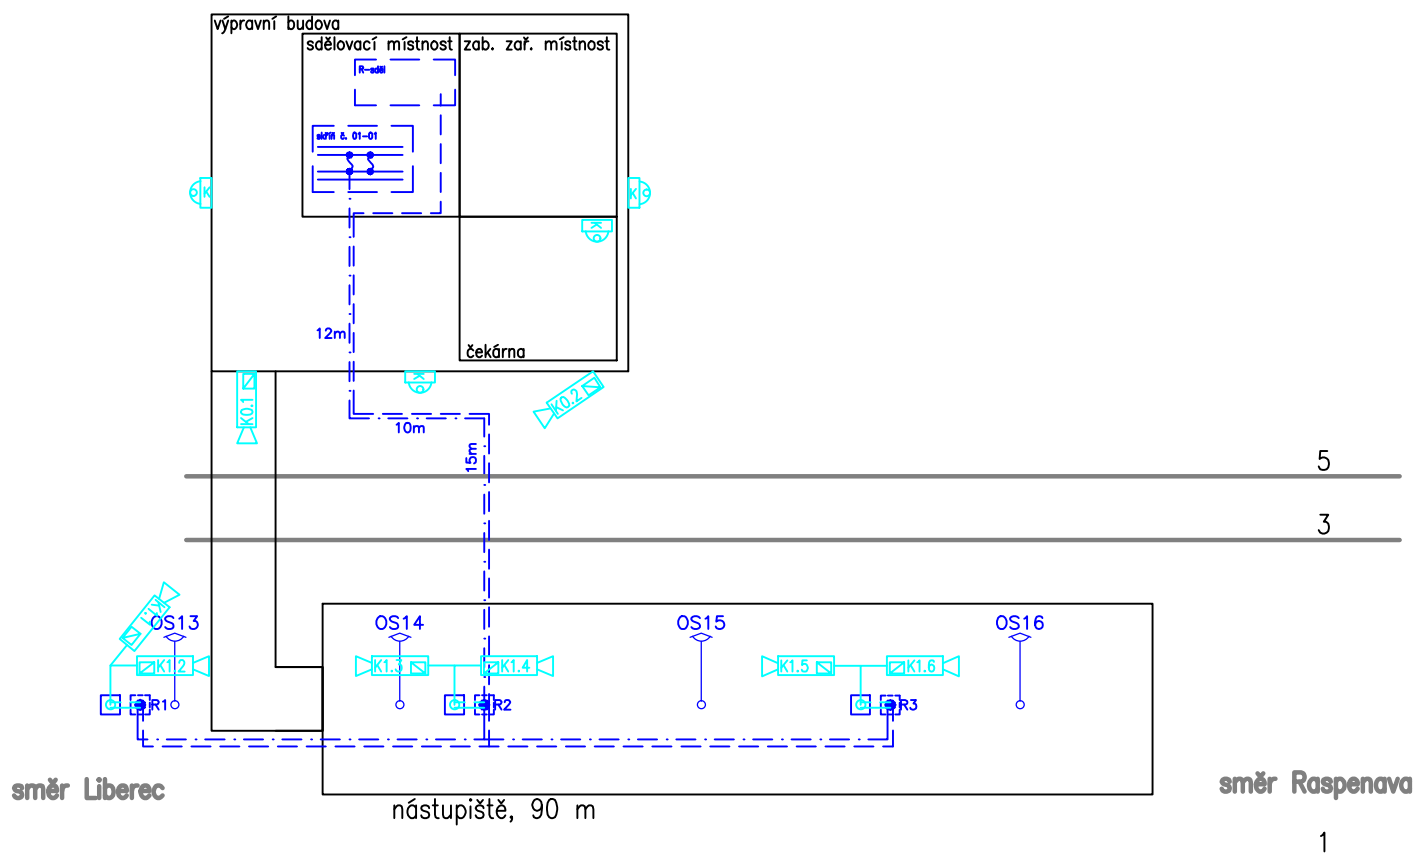 výpravní budova
sdělovací místnost
zab. zař. místnost
R-sděl
skříň č. 01-01
K
K
K
12m
čekárna
K
K0.1
K0.2
10m
15m
5
3
K1.1
OS13
OS14
OS15
OS16
K1.2
K1.3
K1.4
K1.5
K1.6
R1
R2
R3
směr Liberec
směr Raspenava
nástupiště, 90 m
1